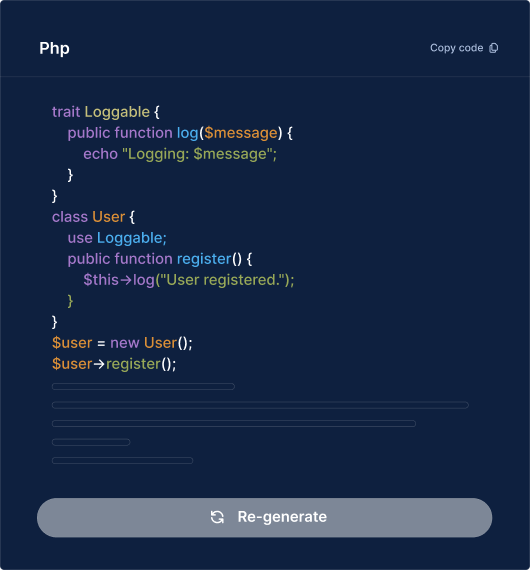 Php
Copy code
trait Loggable {
public function log($message) {
echo "Logging: $message";
}
}
class User {
use Loggable;
public function register() {
$this→log("User registered.");
}
}
$user = new User();
$user→register();
Re-generate